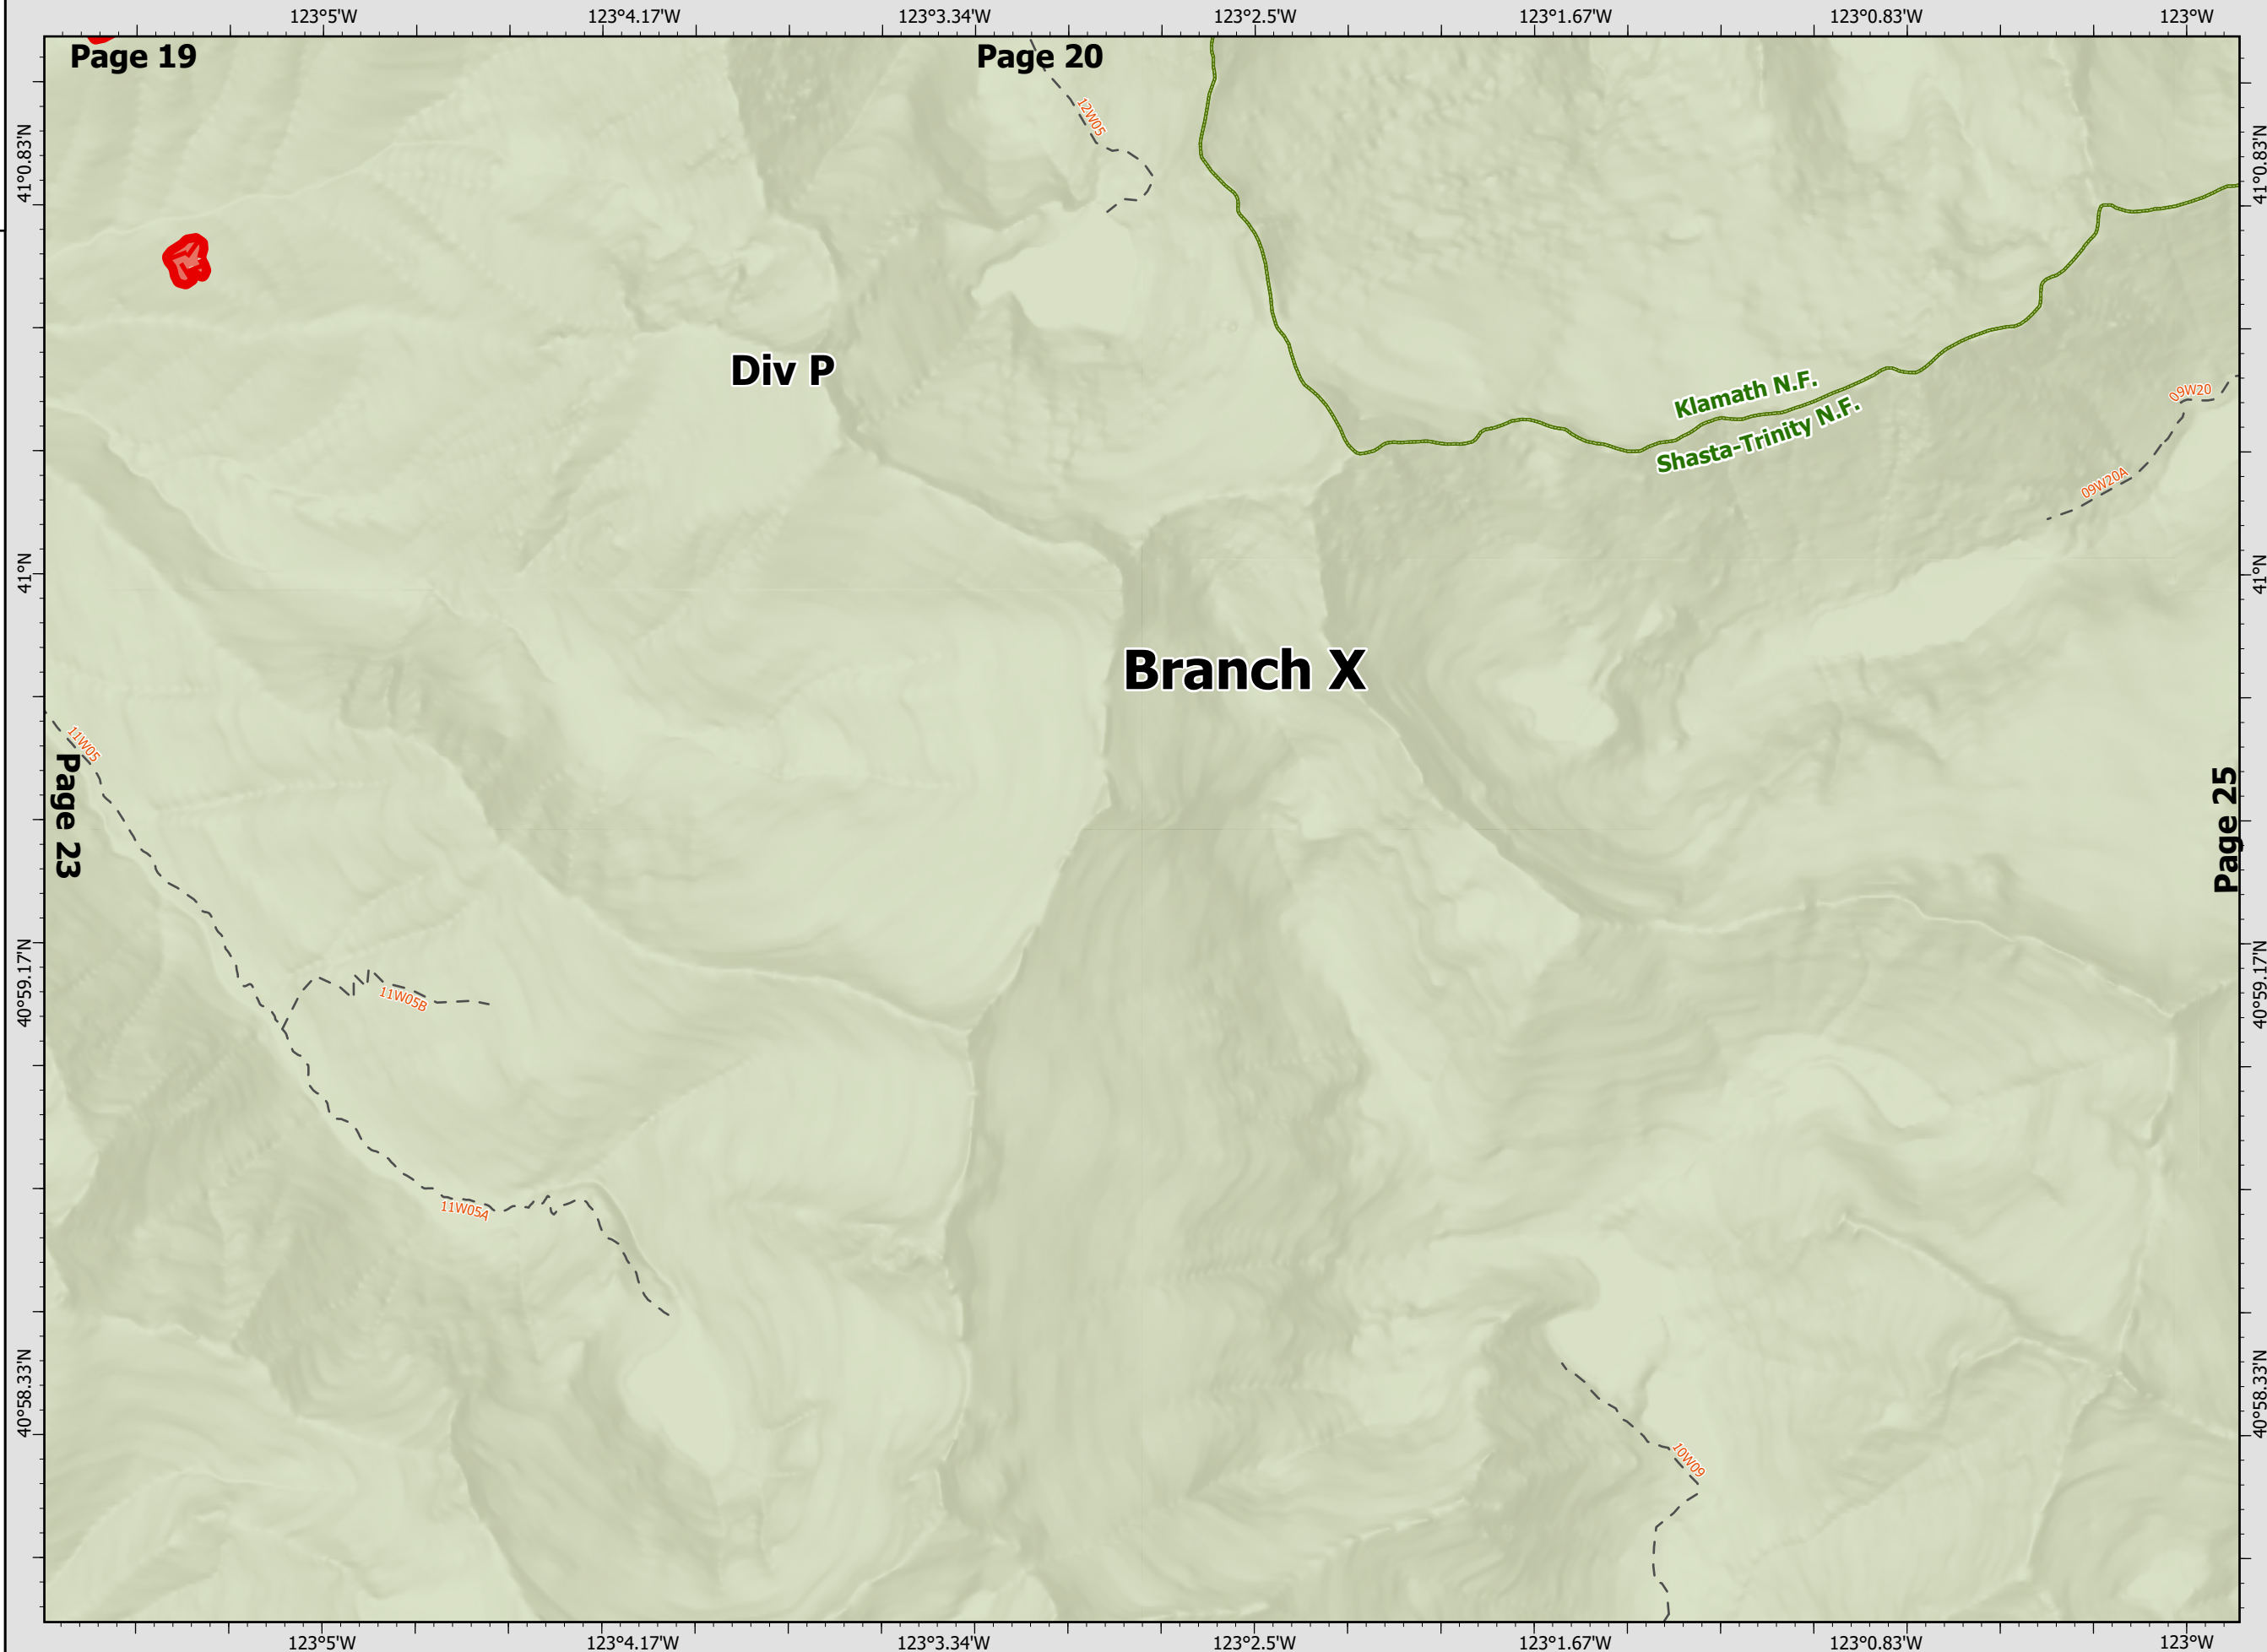 123°5'W
123°4.17'W
123°3.34'W
123°2.5'W
123°1.67'W
123°0.83'W
123°W
Page 19
Page 20
12W05
41°0.83'N
41°0.83'N
Div P
Klamath N.F.
Shasta-Trinity N.F.
09W20
09W20A
41°N
41°N
Branch X
11W05
Page 23
Page 25
40°59.17'N
40°59.17'N
11W05B
11W05A
40°58.33'N
40°58.33'N
10W09
123°5'W
123°4.17'W
123°3.34'W
123°2.5'W
123°1.67'W
123°0.83'W
123°W